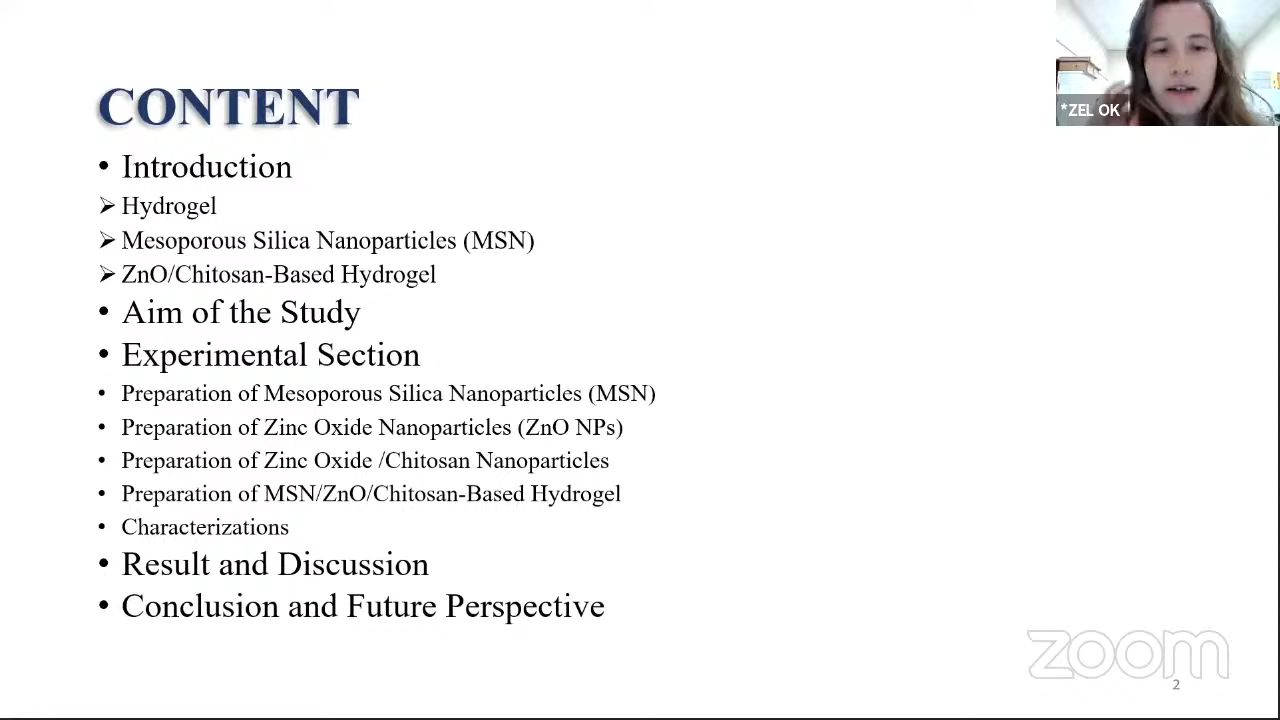 CONTENT
• Introduction
➢ Hydrogel
➢ Mesoporous Silica Nanoparticles (MSN)
➢ ZnO/Chitosan-Based Hydrogel
• Aim of the Study
• Experimental Section
• Preparation of Mesoporous Silica Nanoparticles (MSN)
• Preparation of Zinc Oxide Nanoparticles (ZnO NPs)
• Preparation of Zinc Oxide /Chitosan Nanoparticles
• Preparation of MSN/ZnO/Chitosan-Based Hydrogel
• Characterizations
• Result and Discussion
• Conclusion and Future Perspective
*ZEL OK
zoom
2